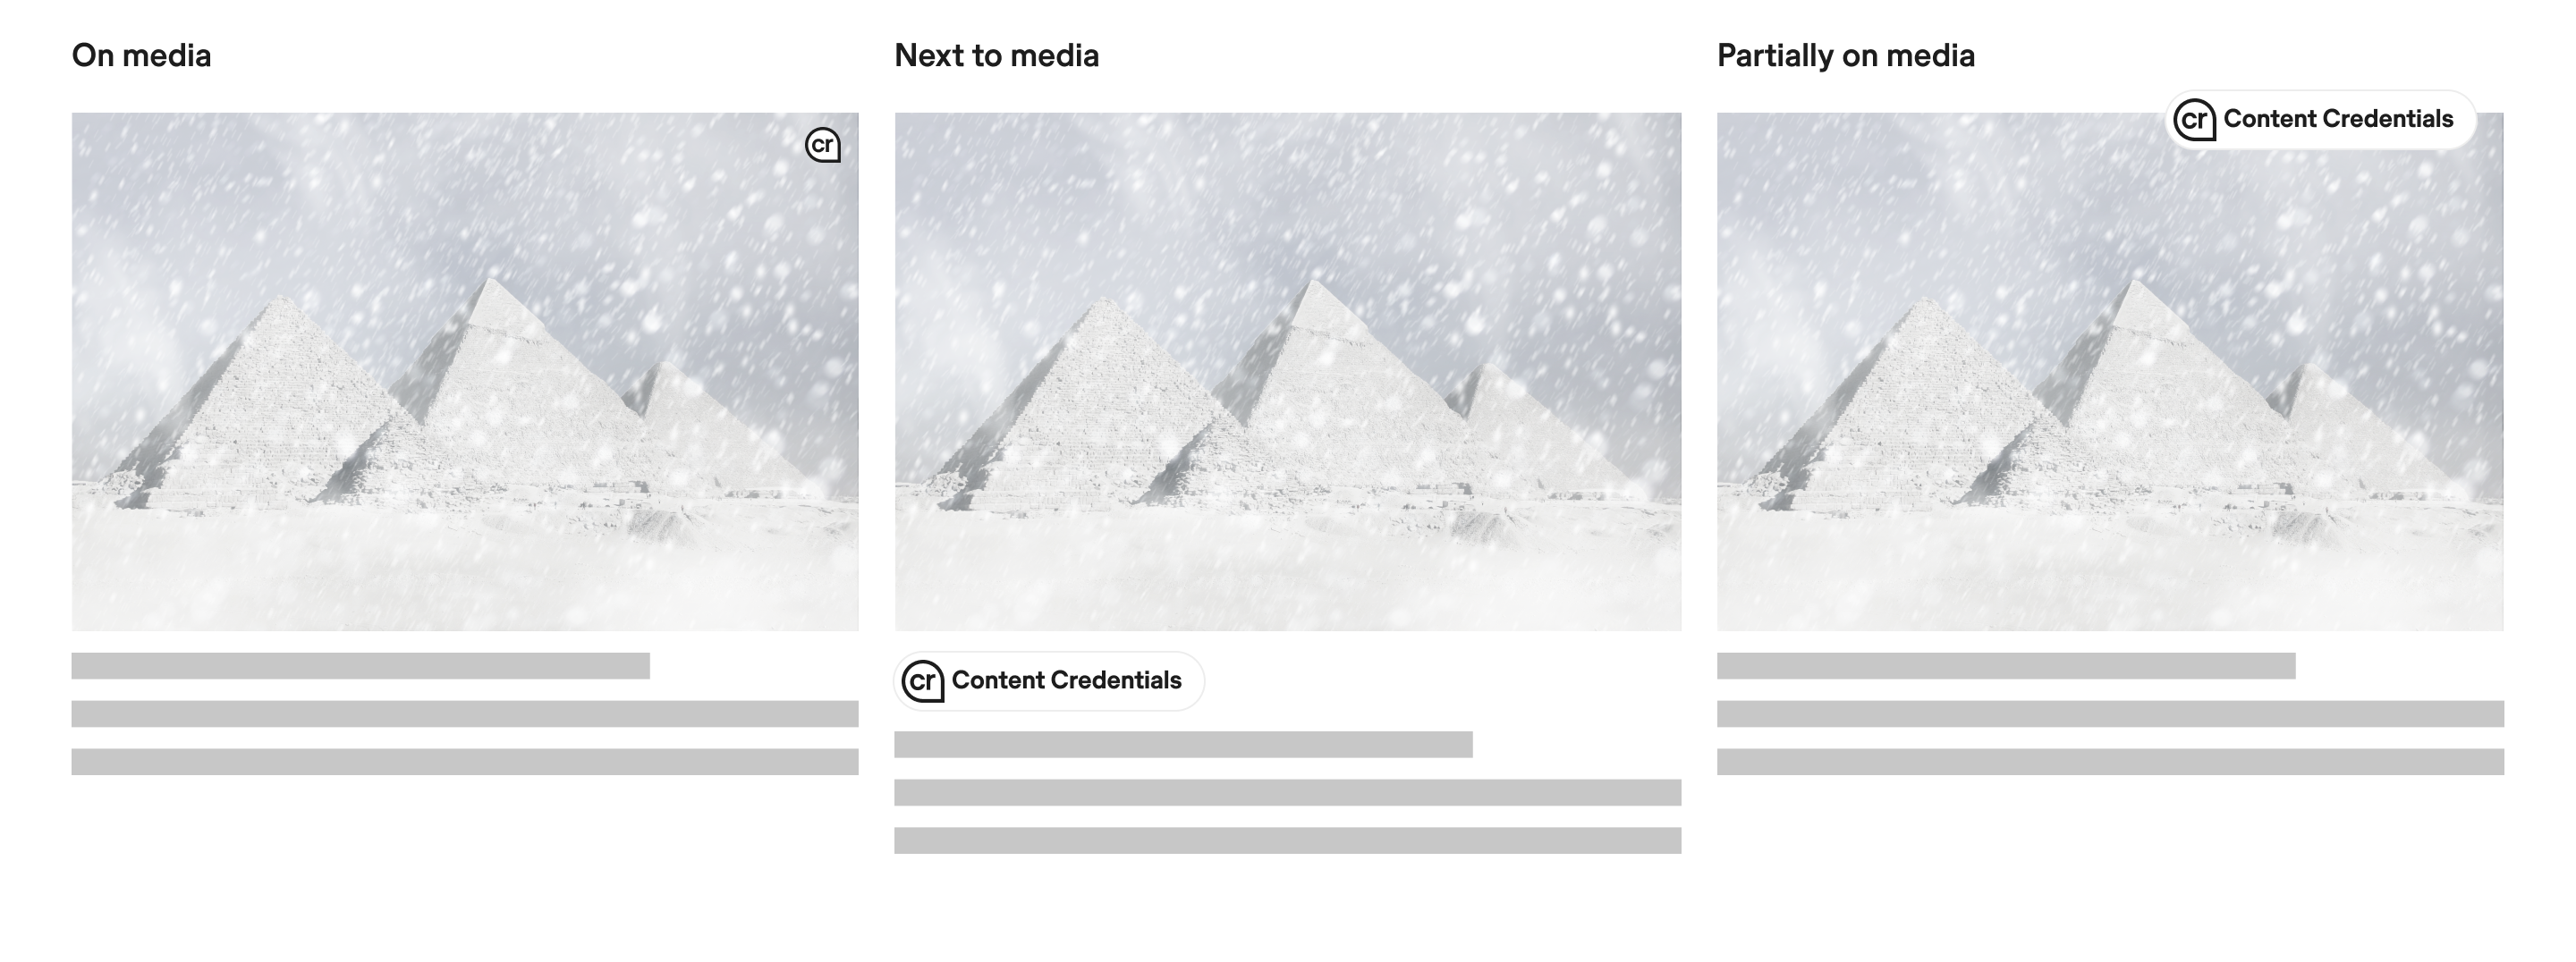 On media
cr
Next to media
cr Content Credentials
Partially on media
cr Content Credentials